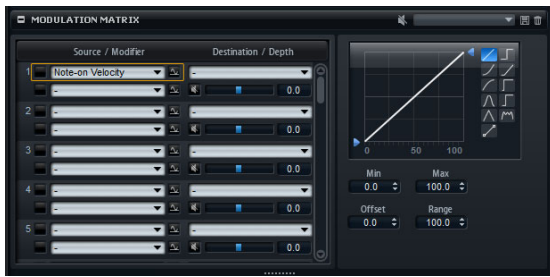 MODULATION MATRIX
Source / Modifier Destination / Depth
1 Note-on Velocity -
- 0.0
2 - -
- 0.0
3 - -
- 0.0
4 - -
- 0.0
5 - -
- 0.0
0 50 100
Min Max
0.0 100.0
Offset Range
0.0 100.0